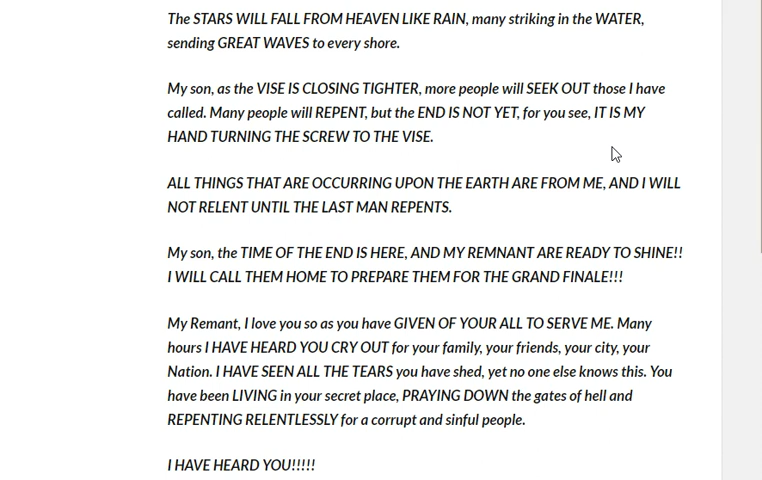 The STARS WILL FALL FROM HEAVEN LIKE RAIN, many striking in the WATER,
sending GREAT WAVES to every shore.
My son, as the VISE IS CLOSING TIGHTER, more people will SEEK OUT those I have
called. Many people will REPENT, but the END IS NOT YET, for you see, IT IS MY
HAND TURNING THE SCREW TO THE VISE.
ALL THINGS THAT ARE OCCURRING UPON THE EARTH ARE FROM ME, AND I WILL
NOT RELENT UNTIL THE LAST MAN REPENTS.
My son, the TIME OF THE END IS HERE, AND MY REMNANT ARE READY TO SHINE!!
I WILL CALL THEM HOME TO PREPARE THEM FOR THE GRAND FINALE!!!
My Remant, I love you so as you have GIVEN OF YOUR ALL TO SERVE ME. Many
hours I HAVE HEARD YOU CRY OUT for your family, your friends, your city, your
Nation. I HAVE SEEN ALL THE TEARS you have shed, yet no one else knows this. You
have been LIVING in your secret place, PRAYING DOWN the gates of hell and
REPENTING RELENTLESSLY for a corrupt and sinful people.
I HAVE HEARD YOU!!!!!